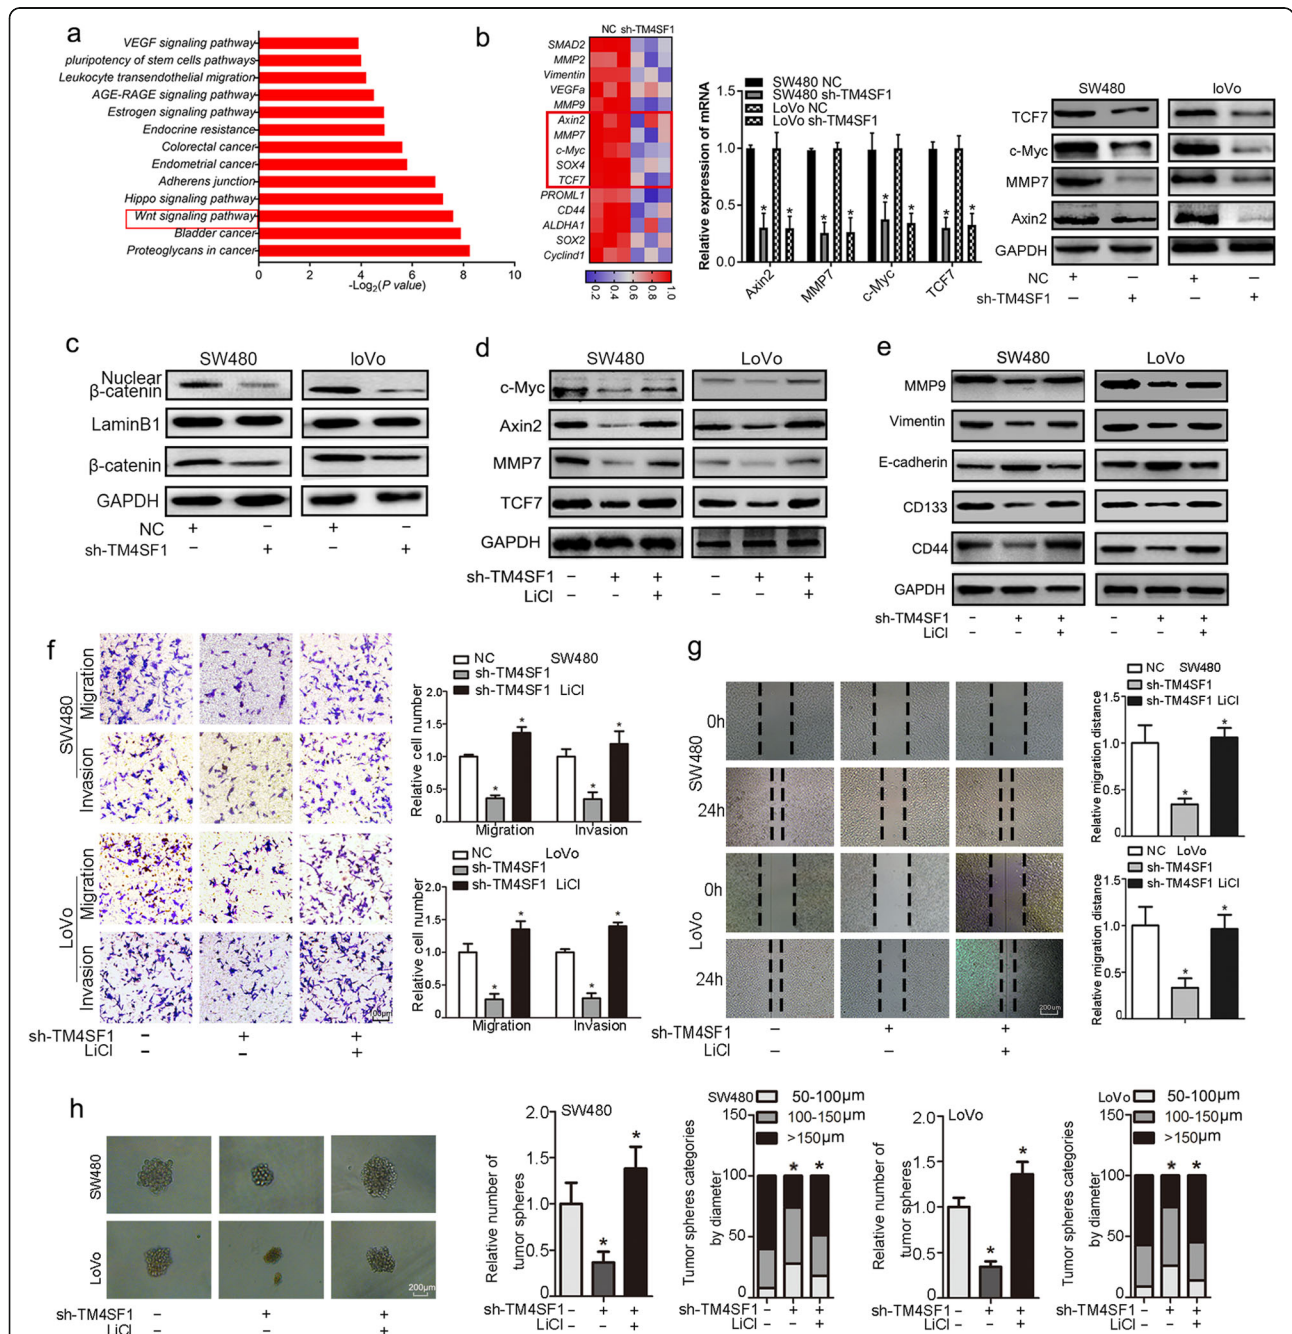 a
VEGF signaling pathway
pluripotency of stem cells pathways
Leukocyte transendothelial migration
AGE-RAGE signaling pathway
Estrogen signaling pathway
Endocrine resistance
Colorectal cancer
Endometrial cancer
Adherens junction
Hippo signaling pathway
Wnt signaling pathway
Bladder cancer
Proteoglycans in cancer
0 2 4 6 8 10
-Log2(P value)
b
NC sh-TM4SF1
SMAD2
MMP2
Vimentin
VEGFa
MMP9
Axin2
MMP7
c-Myc
SOX4
TCF7
PROML1
CD44
ALDHA1
SOX2
Cyclind1
0.2 0.4 0.6 0.8 1.0
SW480 NC
SW480 sh-TM4SF1
LoVo NC
LoVo sh-TM4SF1
Relative expression of mRNA
1.5
1.0
0.5
0.0
* * * * * * * *
Axin2 MMP7 c-Myc TCF7
SW480 loVo
TCF7
c-Myc
MMP7
Axin2
GAPDH
NC + − + −
sh-TM4SF1 − + − +
c
SW480 loVo
Nuclear
β-catenin
LaminB1
β-catenin
GAPDH
NC + − + −
sh-TM4SF1 − + − +
d
SW480 LoVo
c-Myc
Axin2
MMP7
TCF7
GAPDH
sh-TM4SF1 − + + − + +
LiCl − − + − − +
e
SW480 LoVo
MMP9
Vimentin
E-cadherin
CD133
CD44
GAPDH
sh-TM4SF1 − + + − + +
LiCl − − + − − +
f
SW480
Migration
Invasion
LoVo
Migration
Invasion
100μm
sh-TM4SF1 − + +
LiCl − − +
NC SW480
sh-TM4SF1
sh-TM4SF1 LiCl
Relative cell number
2.0
1.5
1.0
0.5
0
* * * *
Migration Invasion
NC LoVo
sh-TM4SF1
sh-TM4SF1 LiCl
Relative cell number
2.0
1.5
1.0
0.5
0
* * * *
Migration Invasion
g
SW480
0h
24h
LoVo
0h
24h
200μm
sh-TM4SF1 − + +
LiCl − − +
NC SW480
sh-TM4SF1
sh-TM4SF1 LiCl
Relative migration distance
1.5
1.0
0.5
0.0
* *
NC LoVo
sh-TM4SF1
sh-TM4SF1 LiCl
Relative migration distance
1.5
1.0
0.5
0.0
* *
h
SW480
LoVo
200μm
sh-TM4SF1 − + +
LiCl − − +
SW480
Relative number of
tumor spheres
2.0
1.5
1.0
0.5
0.0
* *
sh-TM4SF1 − + +
LiCl − − +
SW480 50-100μm
100-150μm
>150μm
Tumor spheres categories
by diameter
150
100
50
0
* *
sh-TM4SF1 − + +
LiCl − − +
LoVo
Relative number of
tumor spheres
2.0
1.5
1.0
0.5
0.0
* *
sh-TM4SF1 − + +
LiCl − − +
LoVo 50-100μm
100-150μm
>150μm
Tumor spheres categories
by diameter
150
100
50
0
* *
sh-TM4SF1 − + +
LiCl − − +